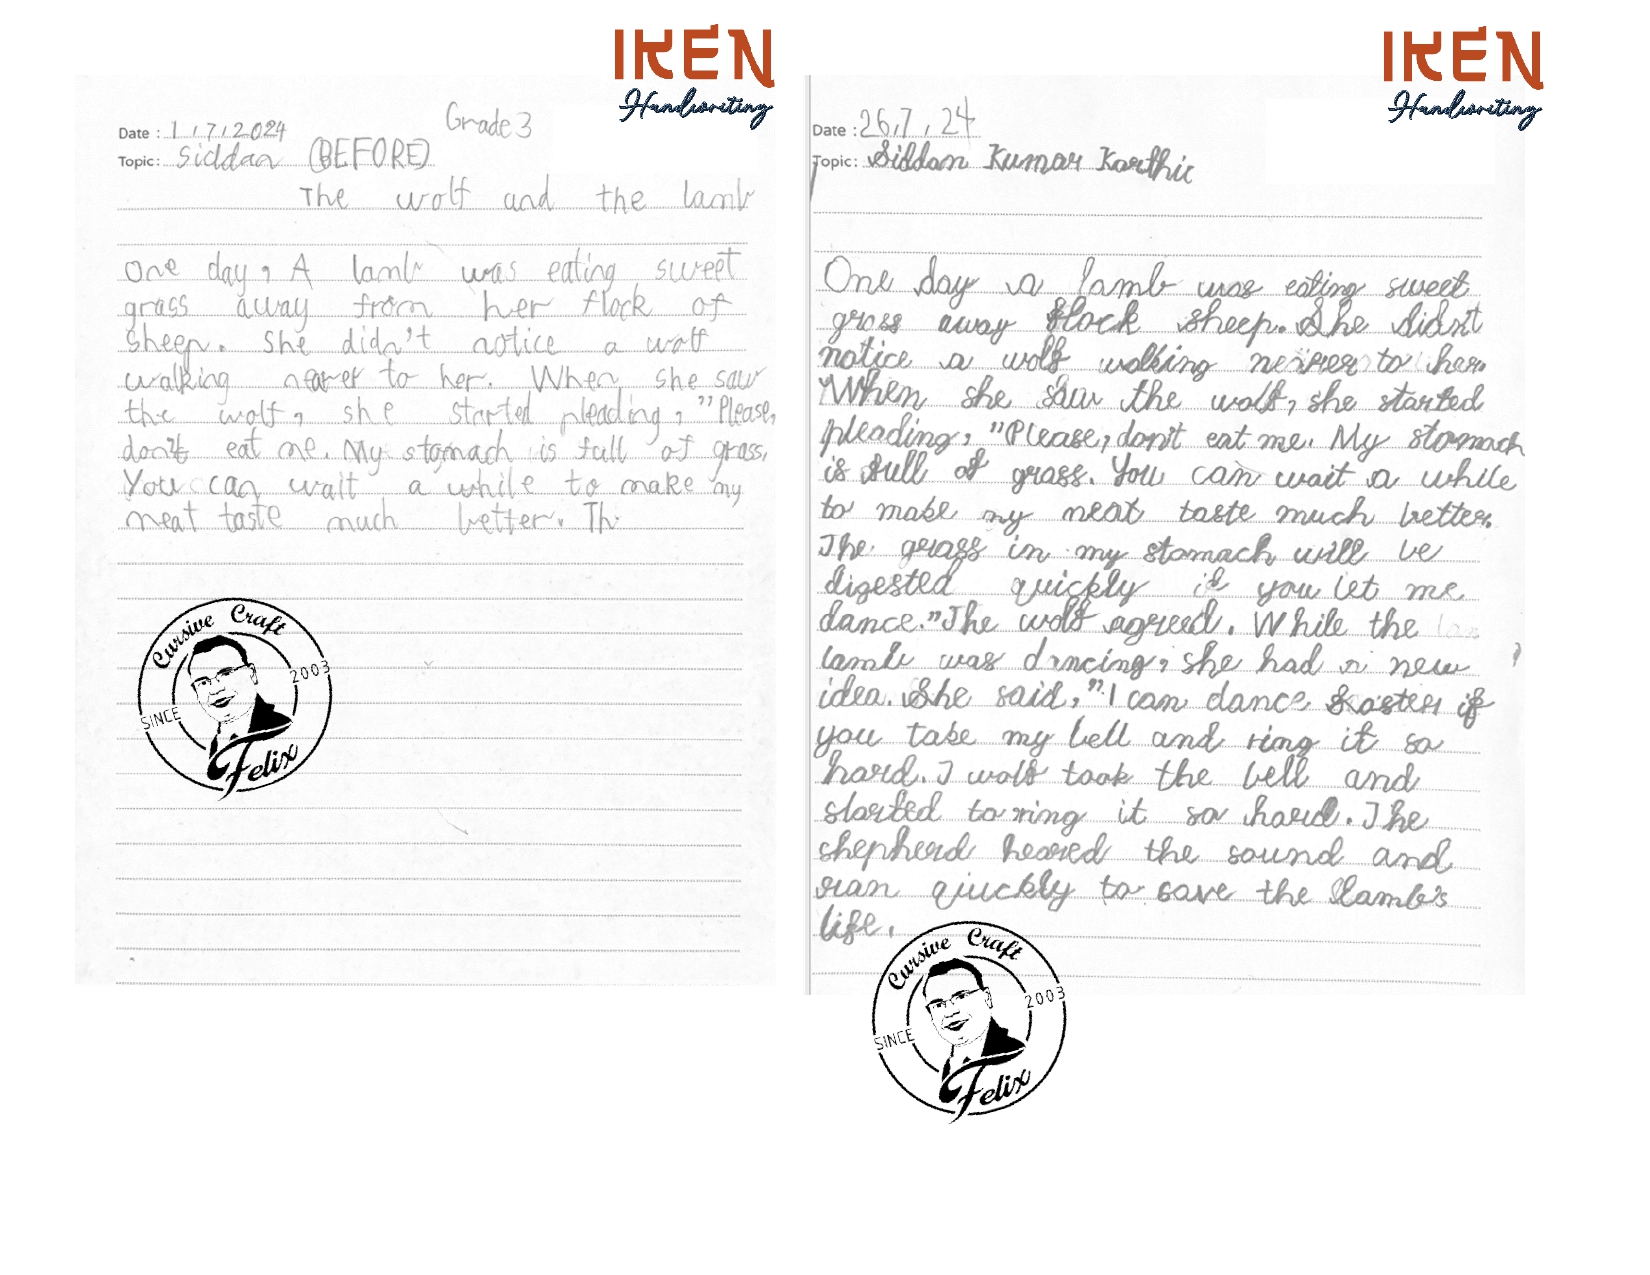 IKEN
Handwriting
Grade 3
Date : 1 / 7 / 2024
Topic: Siddan (BEFORE)
The wolf and the lamb
One day, A lamb was eating sweet
grass away from her flock of
sheep. She didn't notice a wolf
walking nearer to her. When she saw
the wolf, she started pleading, "Please,
don't eat me. My stomach is full of grass,
You can wait a while to make my
meat taste much better. Th
Cursive Craft
SINCE 2003
Felix
IKEN
Handwriting
Date : 26, 7, 24
Topic: Siddan Kumar Karthic
One day a lamb was eating sweet
grass away flock sheep. She didn't
notice a wolf walking nearer to her.
When she saw the wolf, she started
pleading, "Please, don't eat me. My stomach
is full of grass. You can wait a while
to make my meat taste much better.
The grass in my stomach will be
digested quickly if you let me
dance." The wolf agreed. While the
lamb was dancing, she had a new
idea. She said, "I can dance faster if
you take my bell and ring it so
hard. I wolf took the bell and
started to ring it so hard. The
shepherd heared the sound and
ran qiuckly to save the lamb's
life.
Cursive Craft
SINCE 2003
Felix